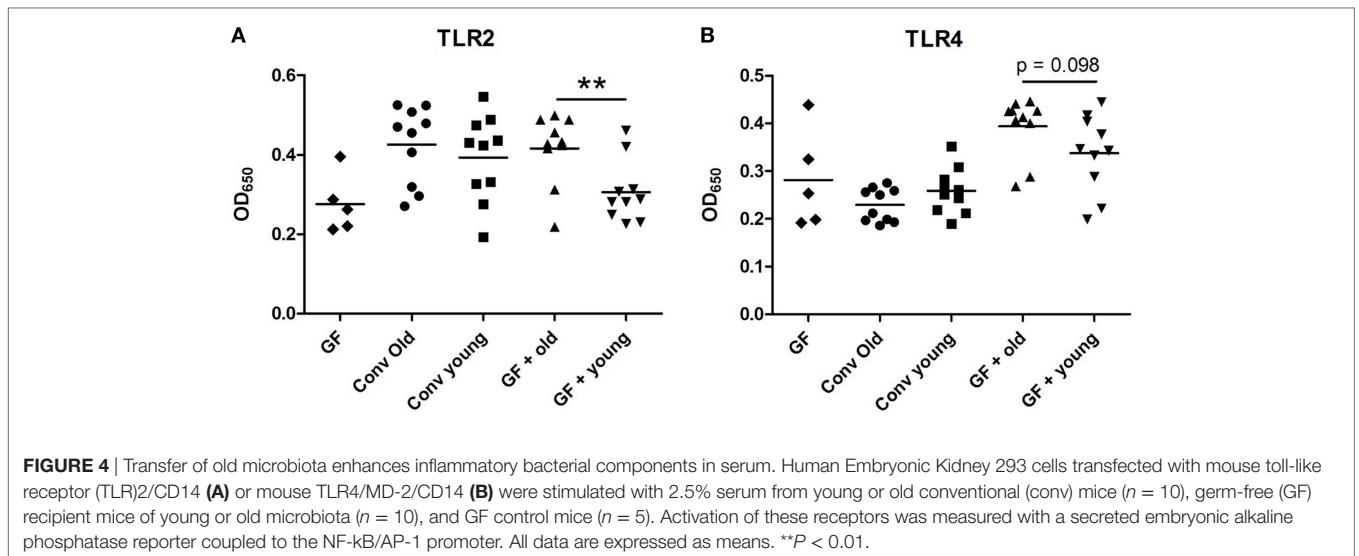 A
TLR2
0.6
0.4
0.2
0.0
OD650
**
GF
Conv Old
Conv young
GF + old
GF + young
B
TLR4
0.5
0.4
0.3
0.2
0.1
0.0
OD650
p = 0.098
GF
Conv Old
Conv young
GF + old
GF + young
FIGURE 4 | Transfer of old microbiota enhances inflammatory bacterial components in serum. Human Embryonic Kidney 293 cells transfected with mouse toll-like
receptor (TLR)2/CD14 (A) or mouse TLR4/MD-2/CD14 (B) were stimulated with 2.5% serum from young or old conventional (conv) mice (n = 10), germ-free (GF)
recipient mice of young or old microbiota (n = 10), and GF control mice (n = 5). Activation of these receptors was measured with a secreted embryonic alkaline
phosphatase reporter coupled to the NF-kB/AP-1 promoter. All data are expressed as means. **P < 0.01.